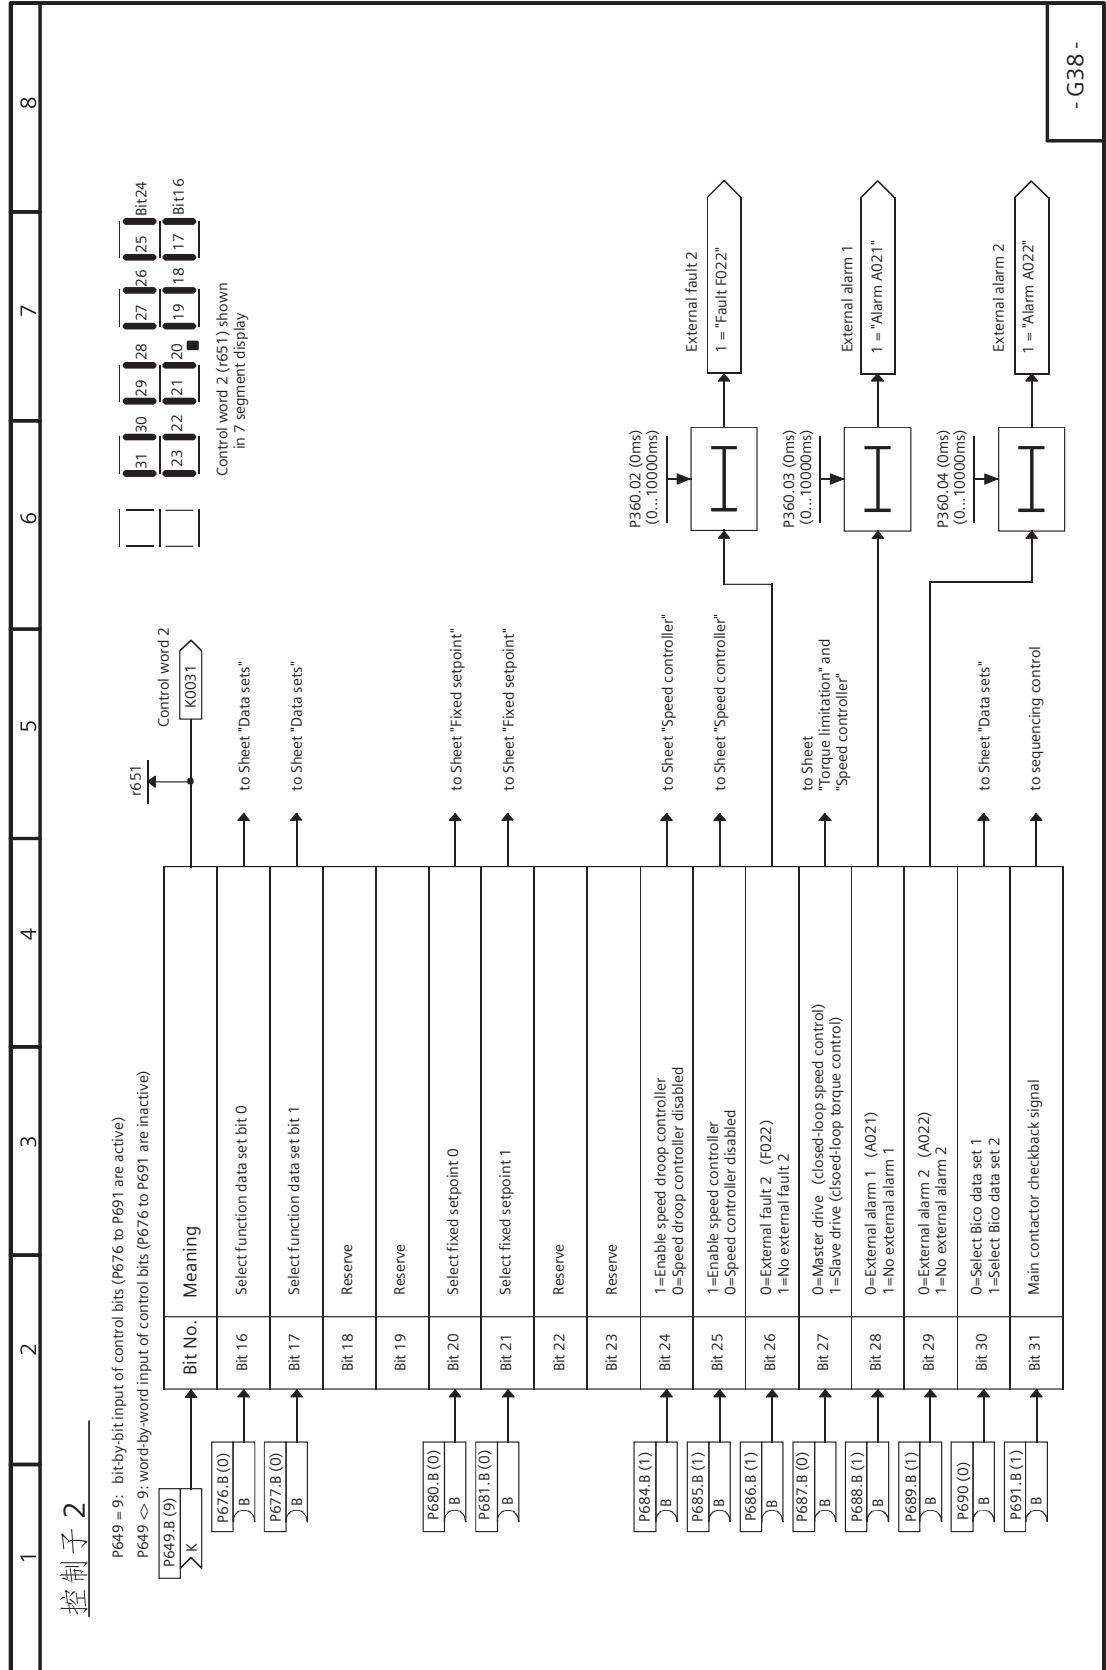 1 2 3 4 5 6 7 8
控制子 2
P649 = 9: bit-by-bit input of control bits (P676 to P691 are active)
P649 <> 9: word-by-word input of control bits (P676 to P691 are inactive)
P649.B (9)
K
Bit No. Meaning
r651
Control word 2
K0031
31 30 29 28 27 26 25 Bit24
23 22 21 20 19 18 17 Bit16
Control word 2 (r651) shown
in 7 segment display
P676.B (0)
B
Bit 16 Select function data set bit 0
to Sheet "Data sets"
P677.B (0)
B
Bit 17 Select function data set bit 1
to Sheet "Data sets"
Bit 18 Reserve
Bit 19 Reserve
P680.B (0)
B
Bit 20 Select fixed setpoint 0
to Sheet "Fixed setpoint"
P681.B (0)
B
Bit 21 Select fixed setpoint 1
to Sheet "Fixed setpoint"
Bit 22 Reserve
Bit 23 Reserve
P684.B (1)
B
Bit 24 1=Enable speed droop controller
0=Speed droop controller disabled
to Sheet "Speed controller"
P685.B (1)
B
Bit 25 1=Enable speed controller
0=Speed controller disabled
to Sheet "Speed controller"
P686.B (1)
B
Bit 26 0=External fault 2 (F022)
1=No external fault 2
P360.02 (0ms)
(0...10000ms)
External fault 2
1 = "Fault F022"
P687.B (0)
B
Bit 27 0=Master drive (closed-loop speed control)
1=Slave drive (clsoed-loop torque control)
to Sheet
"Torque limitation" and
"Speed controller"
P688.B (1)
B
Bit 28 0=External alarm 1 (A021)
1=No external alarm 1
P360.03 (0ms)
(0...10000ms)
External alarm 1
1 = "Alarm A021"
P689.B (1)
B
Bit 29 0=External alarm 2 (A022)
1=No external alarm 2
P360.04 (0ms)
(0...10000ms)
External alarm 2
1 = "Alarm A022"
P690 (0)
B
Bit 30 0=Select Bico data set 1
1=Select Bico data set 2
to Sheet "Data sets"
P691.B (1)
B
Bit 31 Main contactor checkback signal
to sequencing control
- G38 -